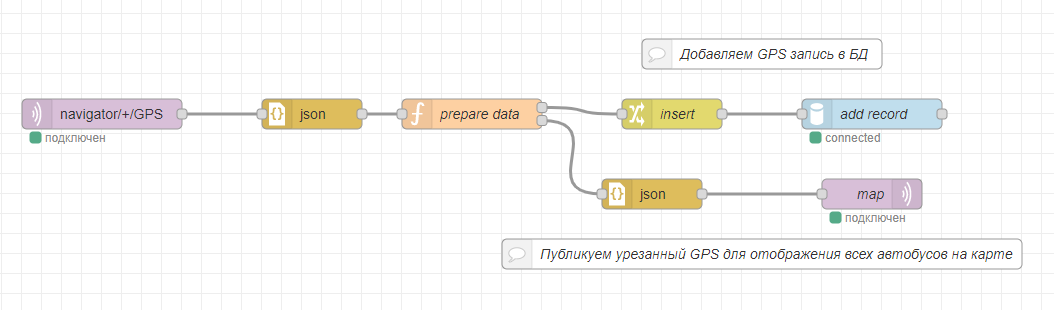 Добавляем GPS запись в БД
navigator/+/GPS
json
prepare data
insert
add record
подключен
connected
json
map
подключен
Публикуем урезанный GPS для отображения всех автобусов на карте